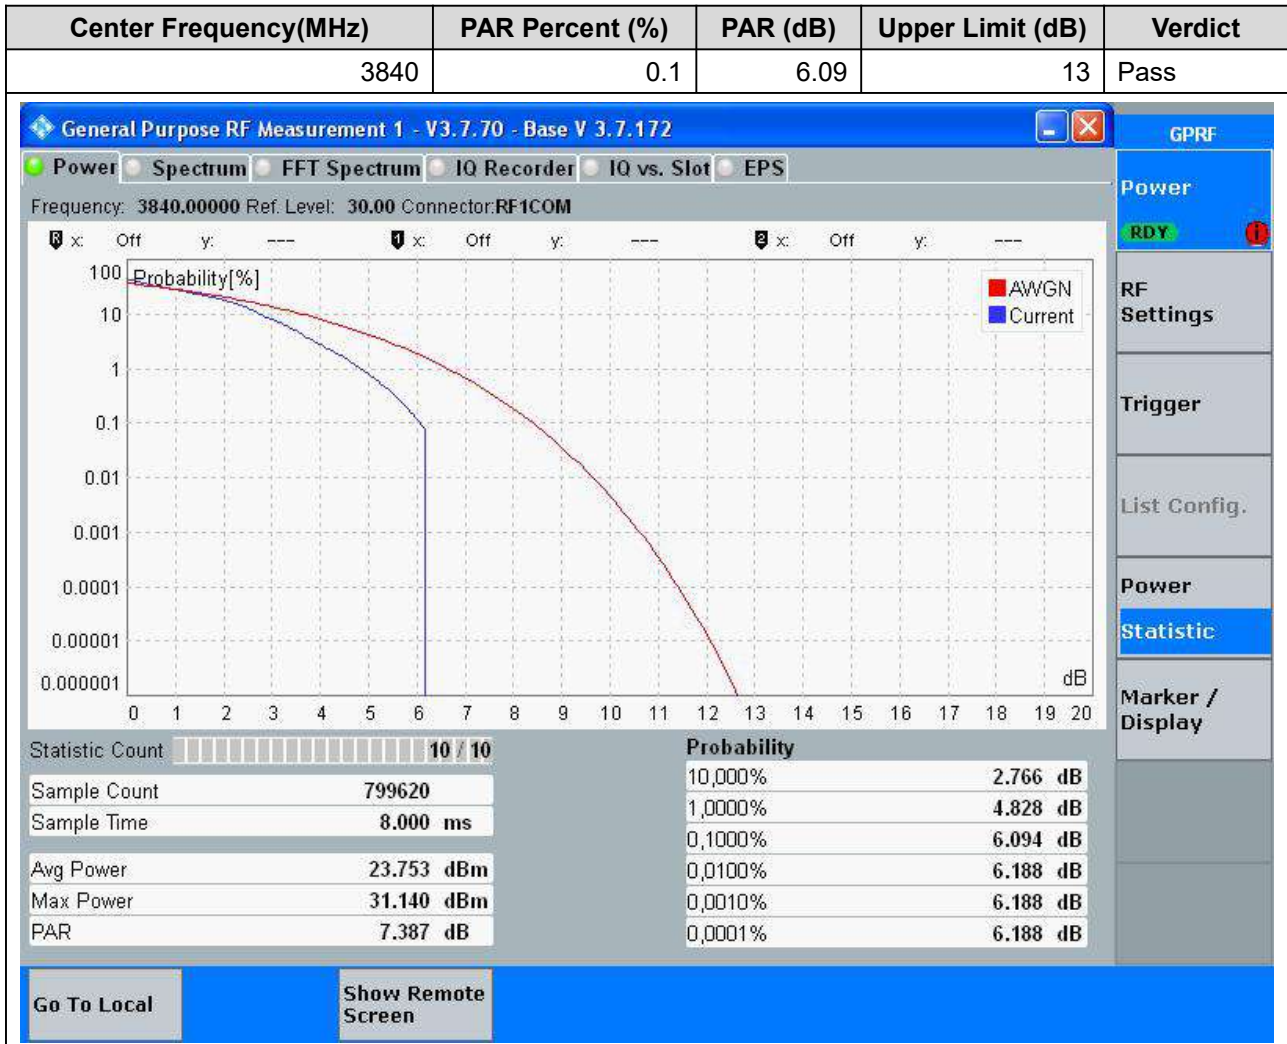 Center Frequency(MHz) PAR Percent (%) PAR (dB) Upper Limit (dB) Verdict
3840 0.1 6.09 13 Pass
General Purpose RF Measurement 1 - V3.7.70 - Base V 3.7.172
GPRF
Power Spectrum FFT Spectrum IQ Recorder IQ vs. Slot EPS
Power
RDY
Frequency: 3840.00000 Ref. Level: 30.00 Connector:RF1COM
R x: Off y: --- 1 x: Off y: --- 2 x: Off y: ---
Probability[%]
AWGN
Current
100
10
1
0.1
0.01
0.001
0.0001
0.00001
0.000001
dB
0 1 2 3 4 5 6 7 8 9 10 11 12 13 14 15 16 17 18 19 20
RF
Settings
Trigger
List Config.
Power
Statistic
Marker /
Display
Statistic Count 10 / 10
Sample Count 799620
Sample Time 8.000 ms
Avg Power 23.753 dBm
Max Power 31.140 dBm
PAR 7.387 dB
Probability
10,000% 2.766 dB
1,0000% 4.828 dB
0,1000% 6.094 dB
0,0100% 6.188 dB
0,0010% 6.188 dB
0,0001% 6.188 dB
Go To Local
Show Remote
Screen